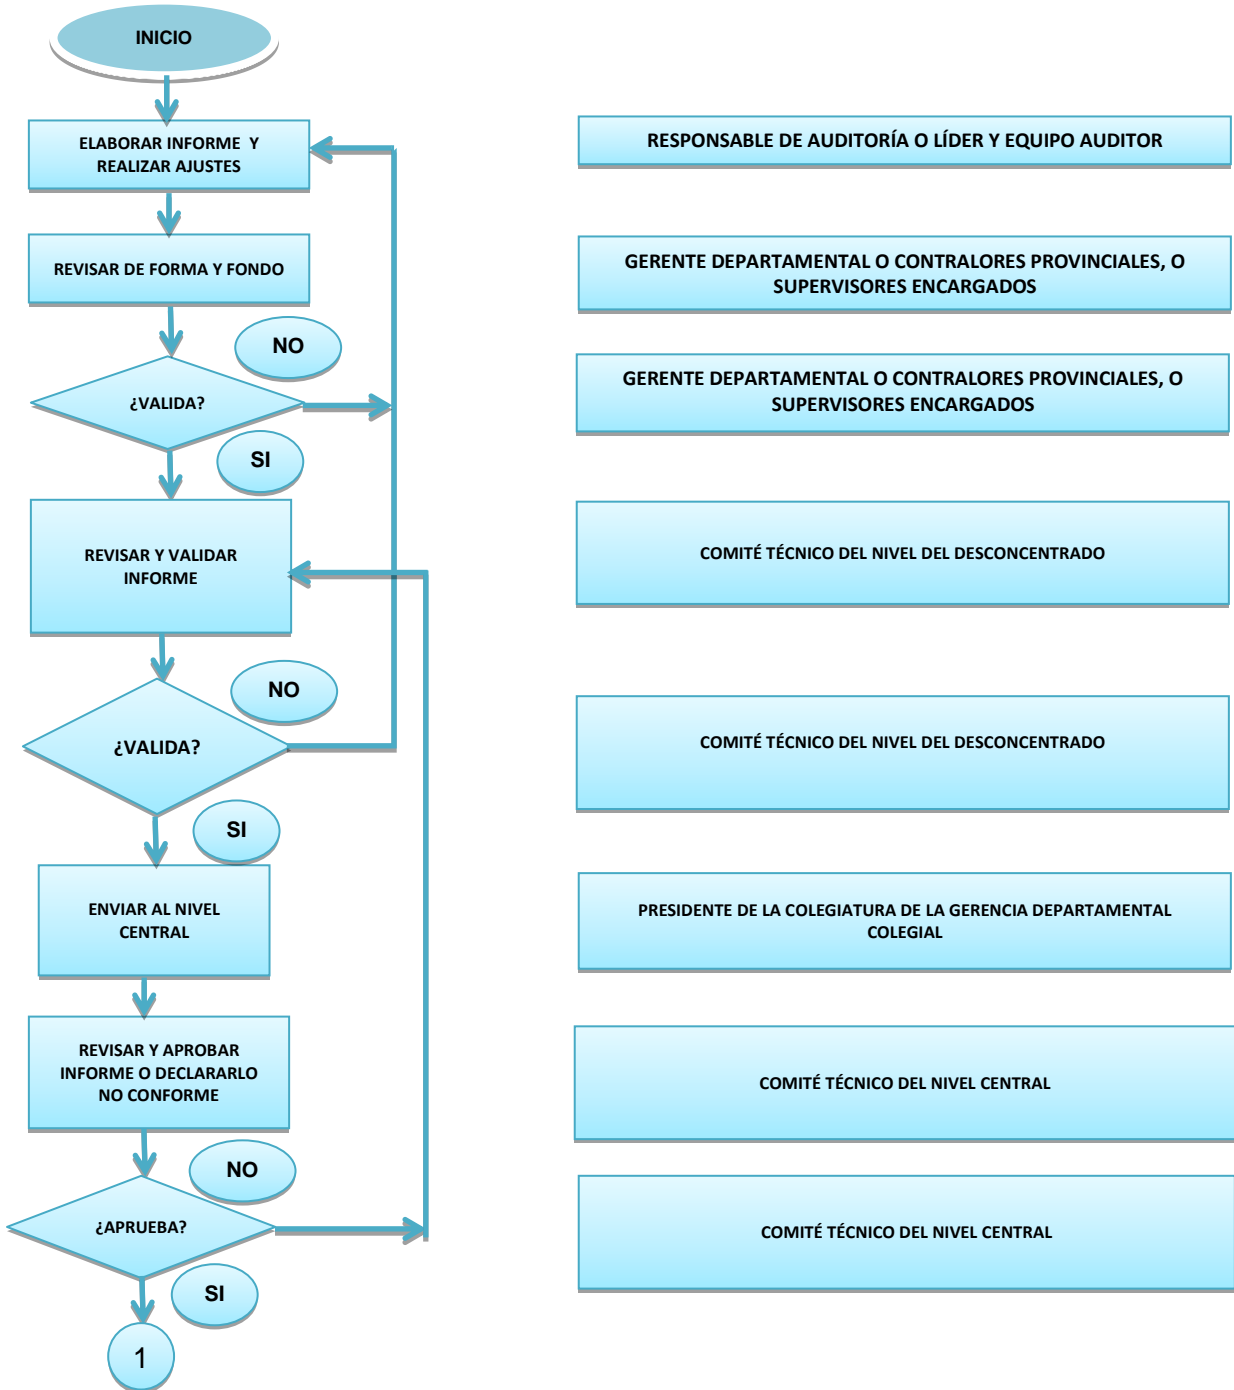 INICIO
ELABORAR INFORME Y
REALIZAR AJUSTES
RESPONSABLE DE AUDITORÍA O LÍDER Y EQUIPO AUDITOR
REVISAR DE FORMA Y FONDO
GERENTE DEPARTAMENTAL O CONTRALORES PROVINCIALES, O
SUPERVISORES ENCARGADOS
NO
¿VALIDA?
GERENTE DEPARTAMENTAL O CONTRALORES PROVINCIALES, O
SUPERVISORES ENCARGADOS
SI
REVISAR Y VALIDAR
INFORME
COMITÉ TÉCNICO DEL NIVEL DEL DESCONCENTRADO
NO
¿VALIDA?
COMITÉ TÉCNICO DEL NIVEL DEL DESCONCENTRADO
SI
ENVIAR AL NIVEL
CENTRAL
PRESIDENTE DE LA COLEGIATURA DE LA GERENCIA DEPARTAMENTAL
COLEGIAL
REVISAR Y APROBAR
INFORME O DECLARARLO
NO CONFORME
COMITÉ TÉCNICO DEL NIVEL CENTRAL
NO
¿APRUEBA?
COMITÉ TÉCNICO DEL NIVEL CENTRAL
SI
1